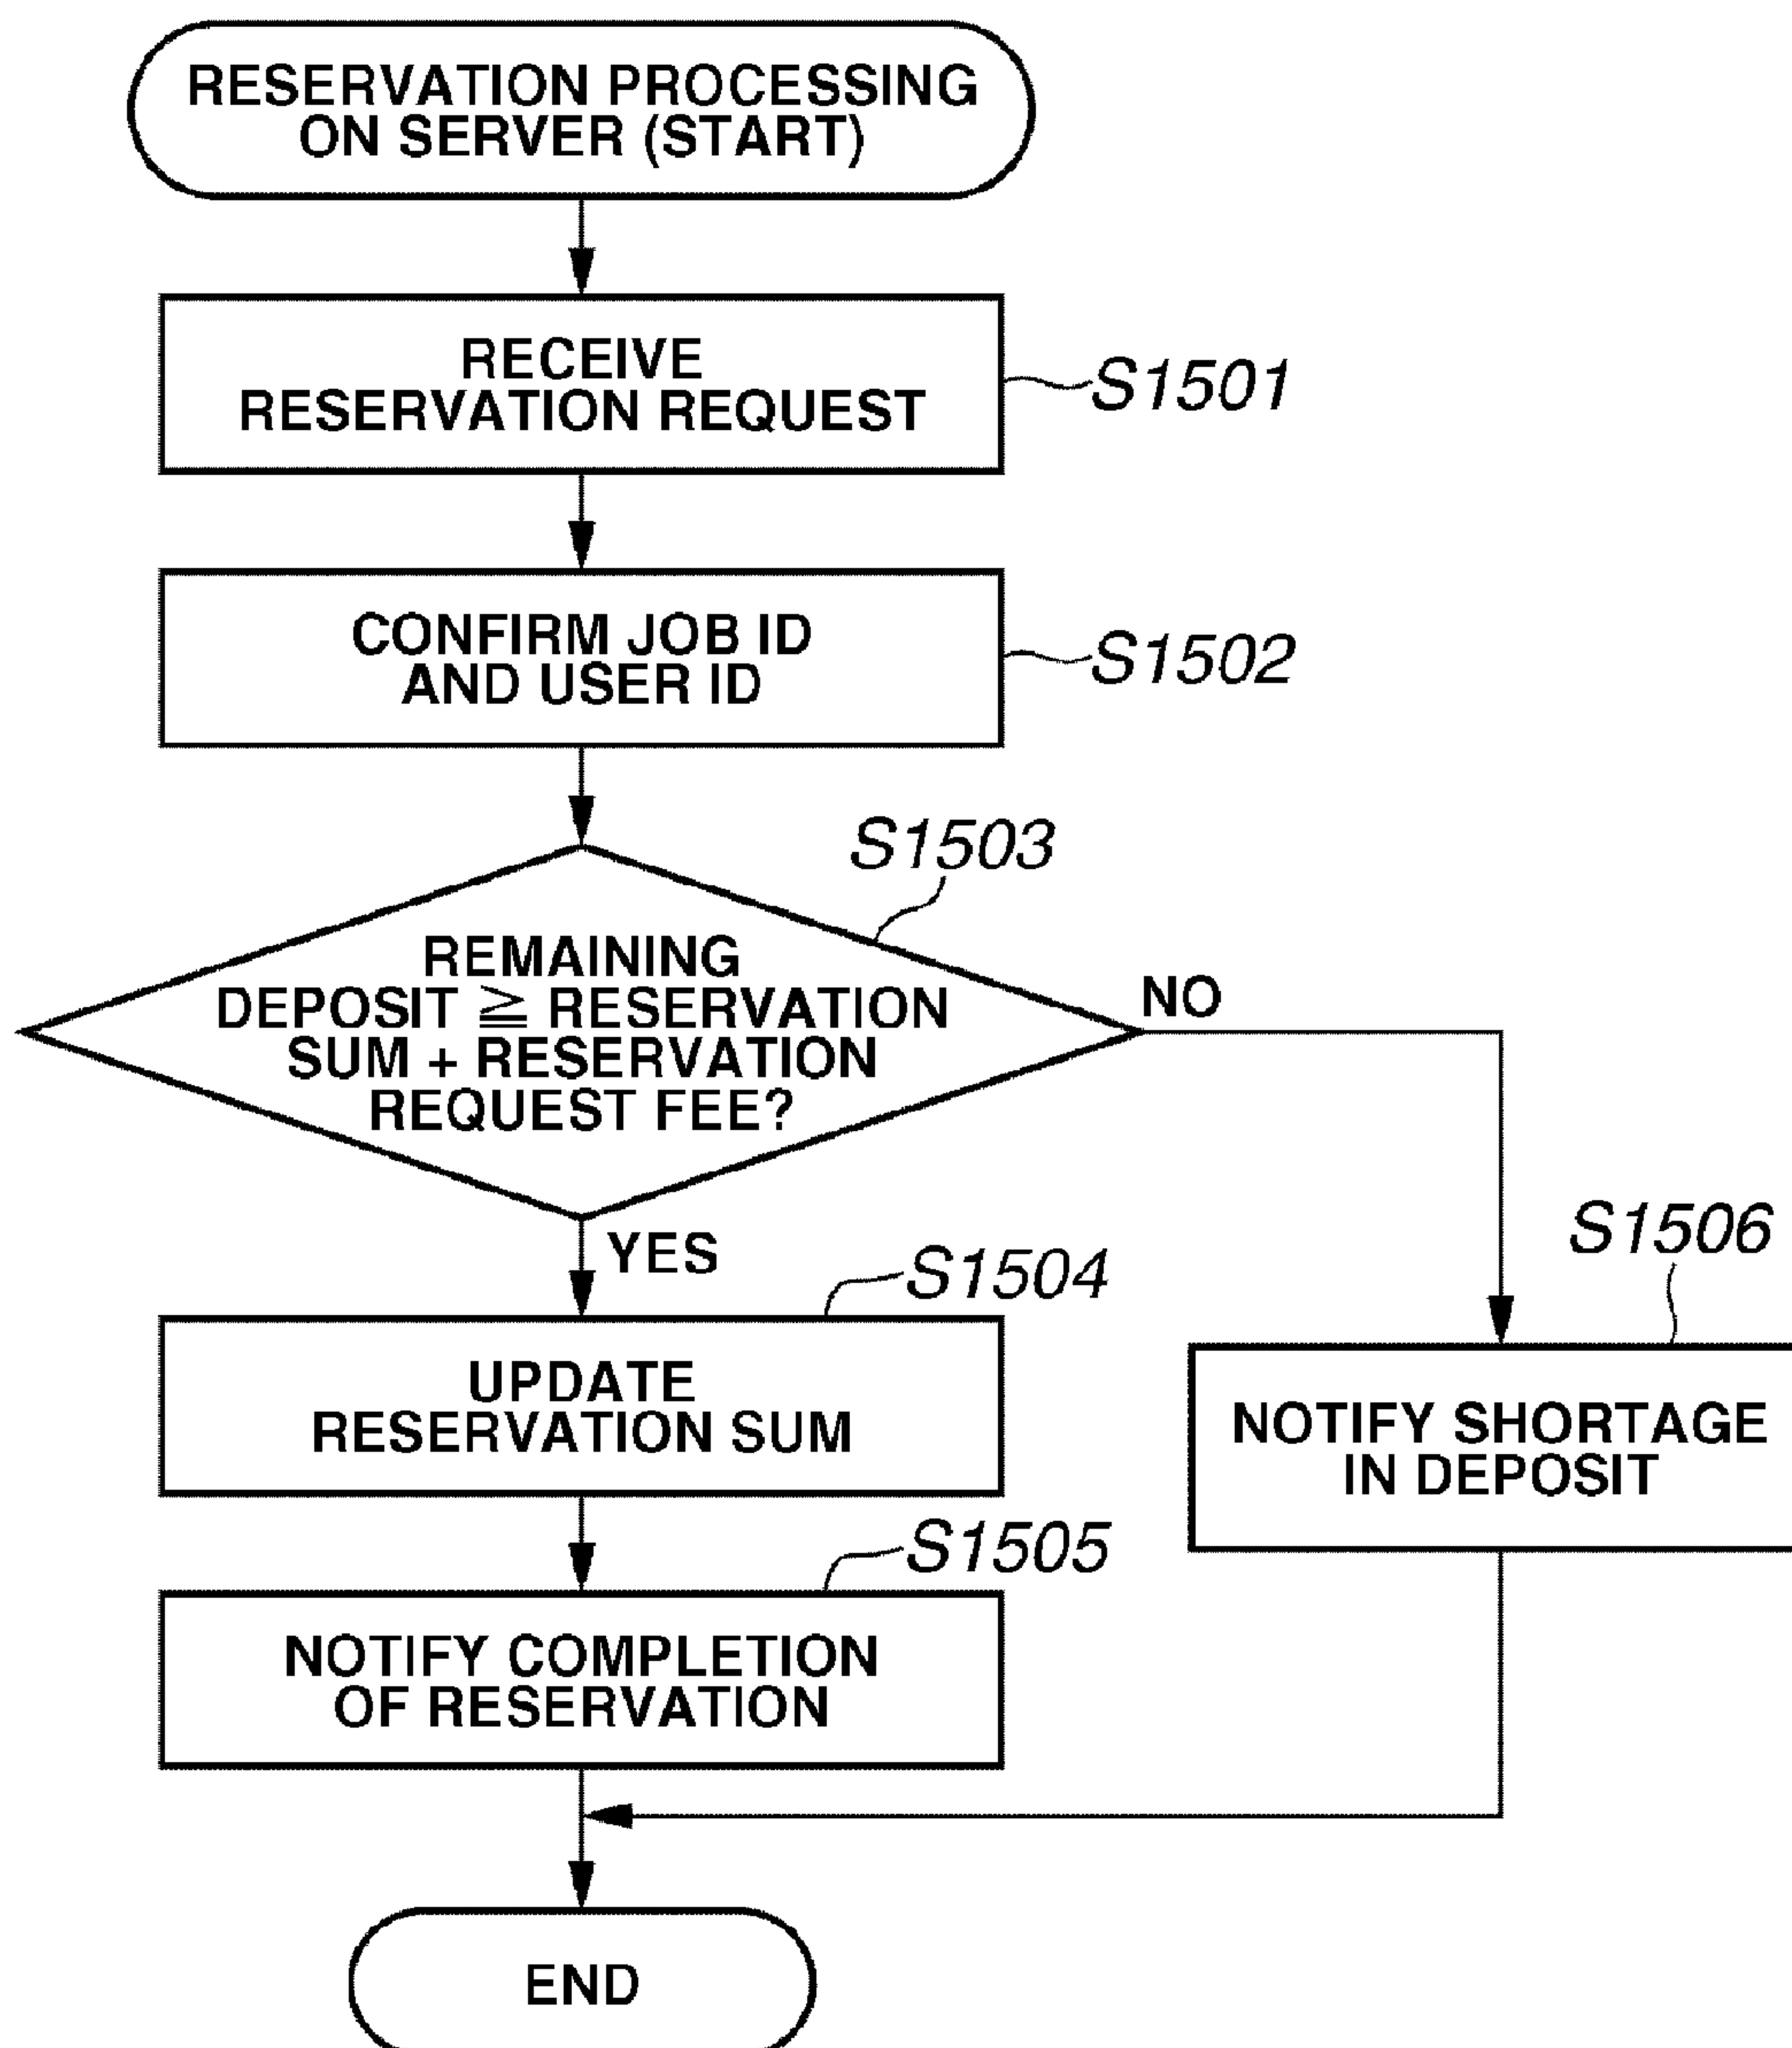 RESERVATION PROCESSING
ON SERVER (START)
RECEIVE
RESERVATION REQUEST
S1501
CONFIRM JOB ID
AND USER ID
S1502
S1503
REMAINING
DEPOSIT ≧ RESERVATION
SUM + RESERVATION
REQUEST FEE?
NO
YES
S1504
UPDATE
RESERVATION SUM
S1506
NOTIFY SHORTAGE
IN DEPOSIT
S1505
NOTIFY COMPLETION
OF RESERVATION
END